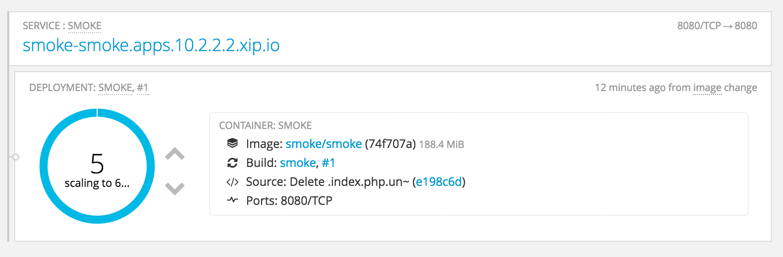 SERVICE : SMOKE
8080/TCP → 8080
smoke-smoke.apps.10.2.2.2.xip.io
DEPLOYMENT: SMOKE, #1
12 minutes ago from image change
5
scaling to 6...
CONTAINER: SMOKE
Image: smoke/smoke (74f707a) 188.4 MiB
Build: smoke, #1
</> Source: Delete .index.php.un~ (e198c6d)
Ports: 8080/TCP